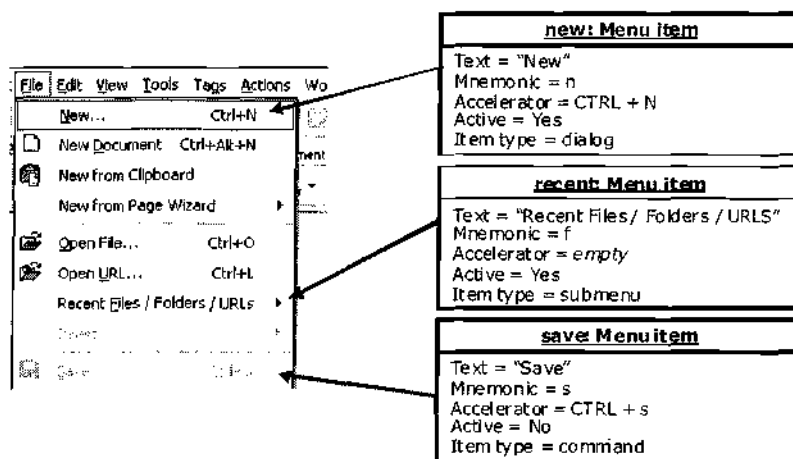 File Edit View Tools Tags Actions Wo
New... Ctrl+N
New Document Ctrl+Alt+N
ment
New from Clipboard
New from Page Wizard
Open File... Ctrl+O
Open URL... Ctrl+L
Recent Files / Folders / URLs
Save
new: Menu item
Text = "New"
Mnemonic = n
Accelerator = CTRL + N
Active = Yes
Item type = dialog
recent: Menu item
Text = "Recent Files / Folders / URLS"
Mnemonic = f
Accelerator = empty
Active = Yes
Item type = submenu
save: Menu item
Text = "Save"
Mnemonic = s
Accelerator = CTRL + s
Active = No
Item type = command